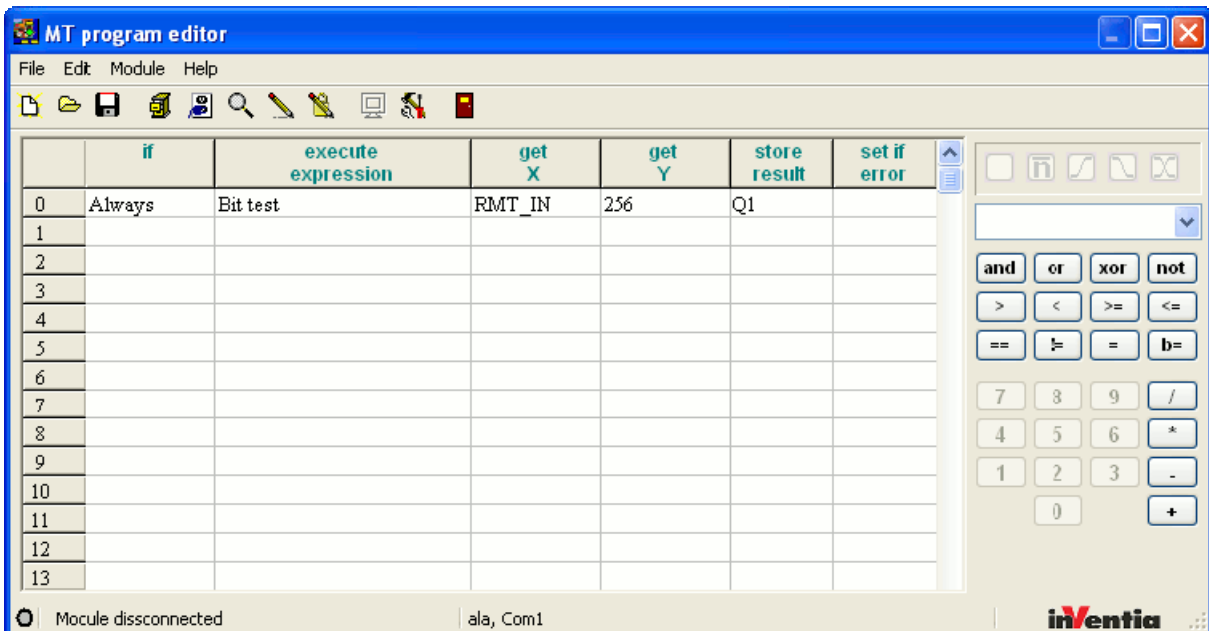 MT program editor
File Edit Module Help
if execute expression get X get Y store result set if error
0 Always Bit test RMT_IN 256 Q1
1
2
3
4
5
6
7
8
9
10
11
12
13
n
and or xor not
> < >= <=
== != = b=
7 8 9 /
4 5 6 *
1 2 3 -
0 +
Mocule dissconnected ala, Com1 inVentia